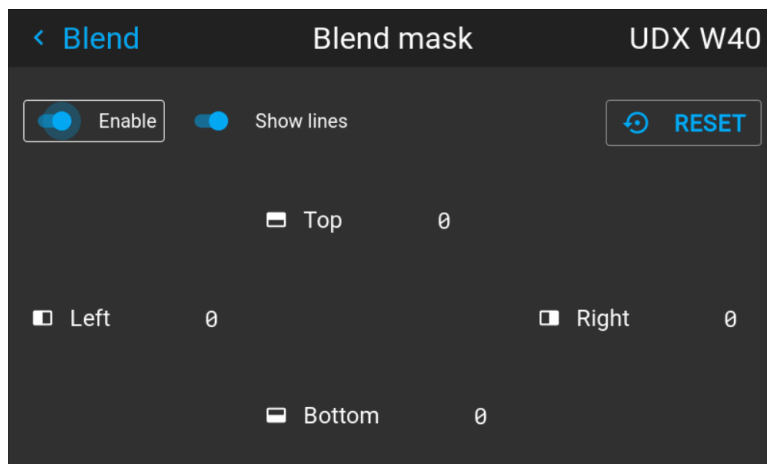 Blend Blend mask UDX W40
Enable Show lines RESET
Top 0
Left 0 Right 0
Bottom 0